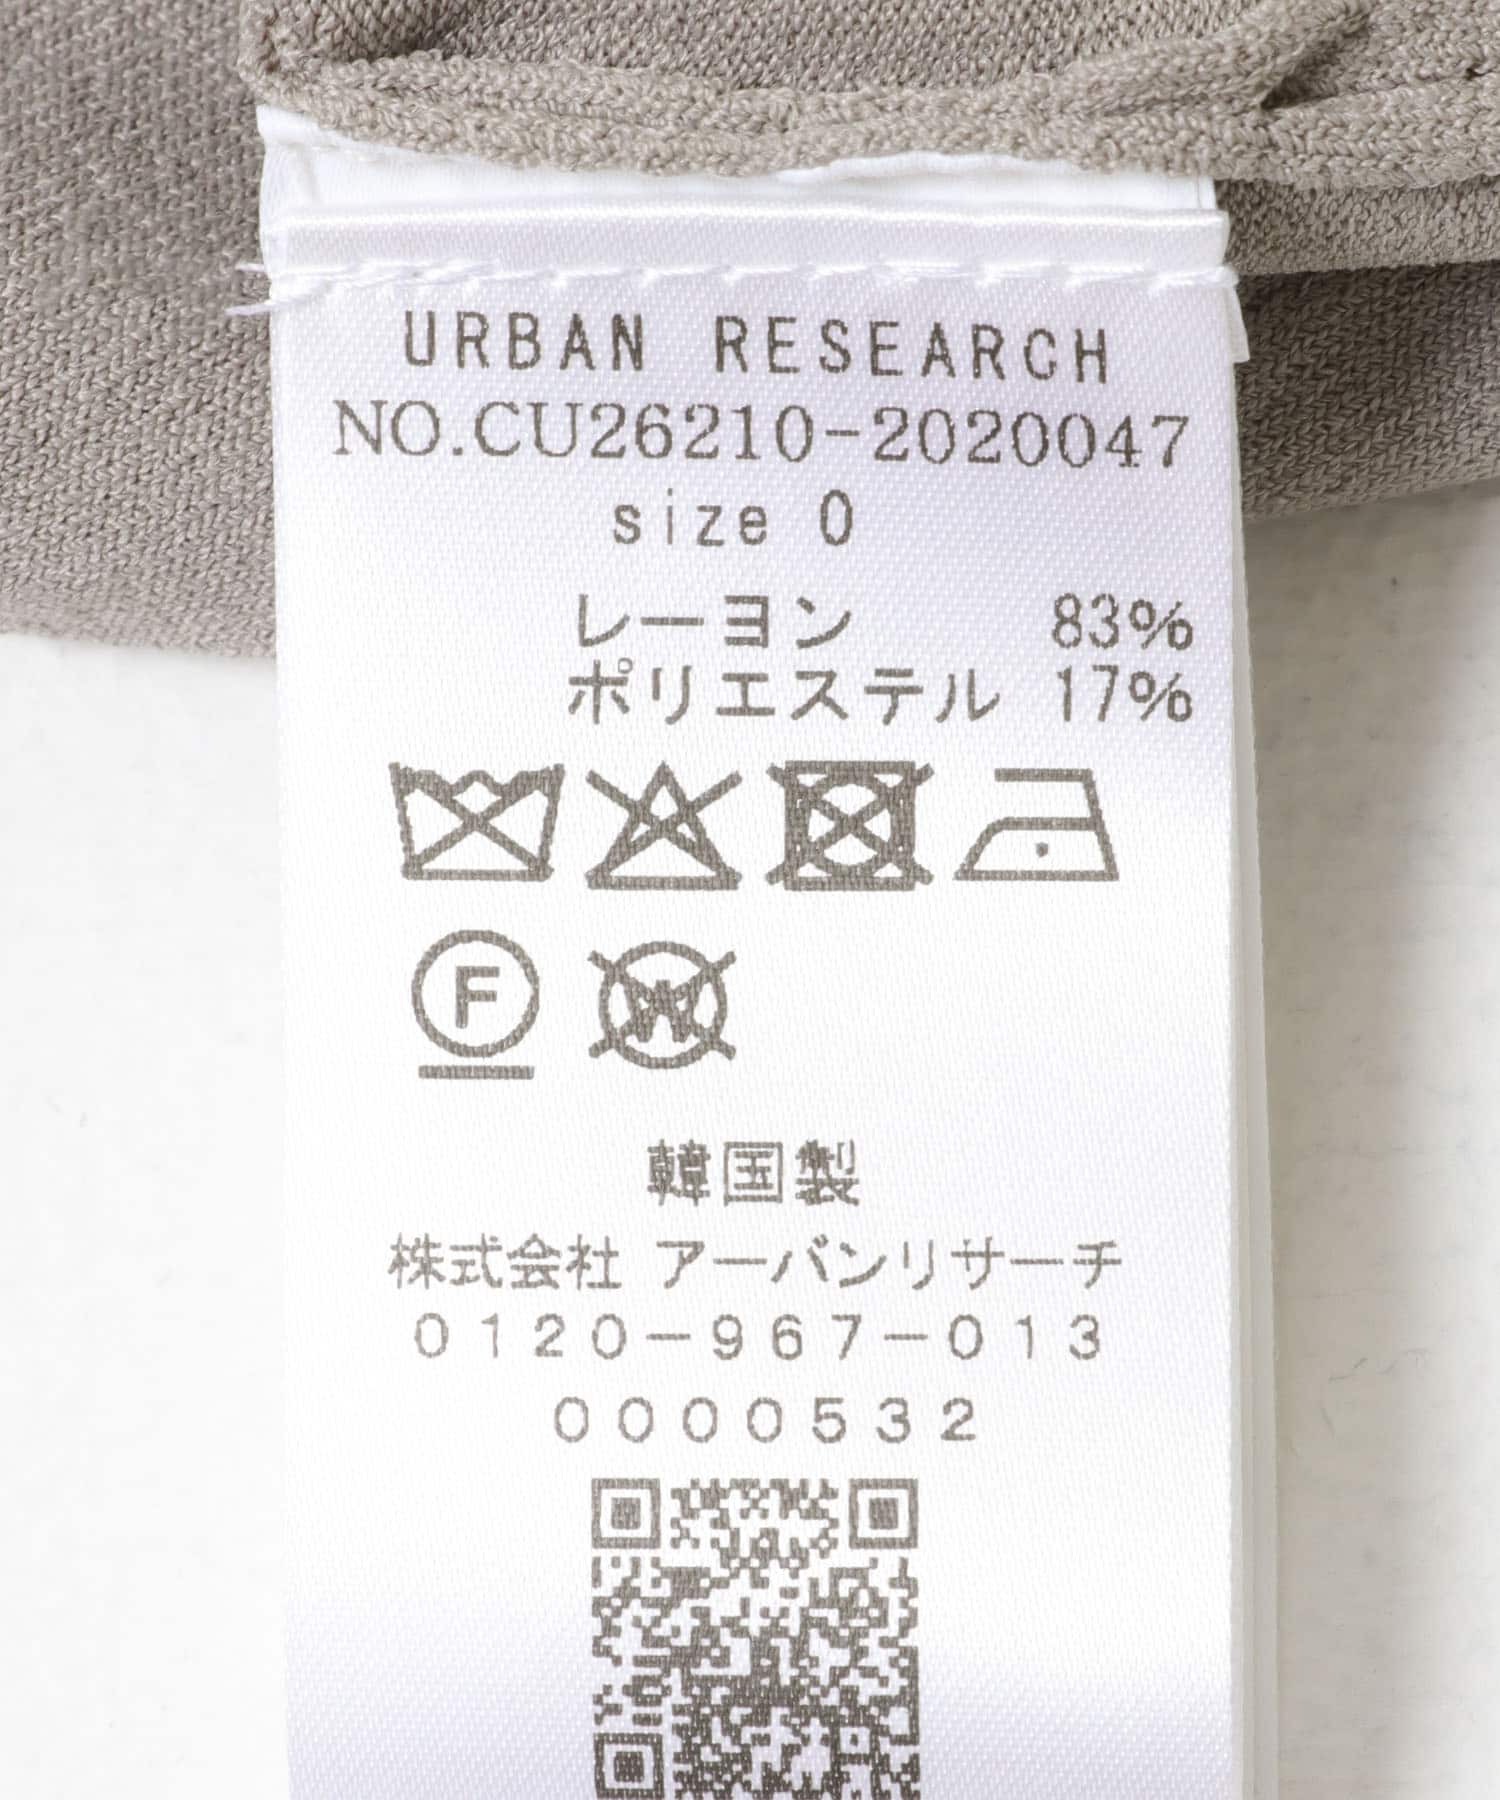 URBAN RESEARCH
NO.CU26210-2020047
size 0
レーヨン 83%
ポリエステル 17%
F
W
韓国製
株式会社 アーバンリサーチ
0120-967-013
0000532